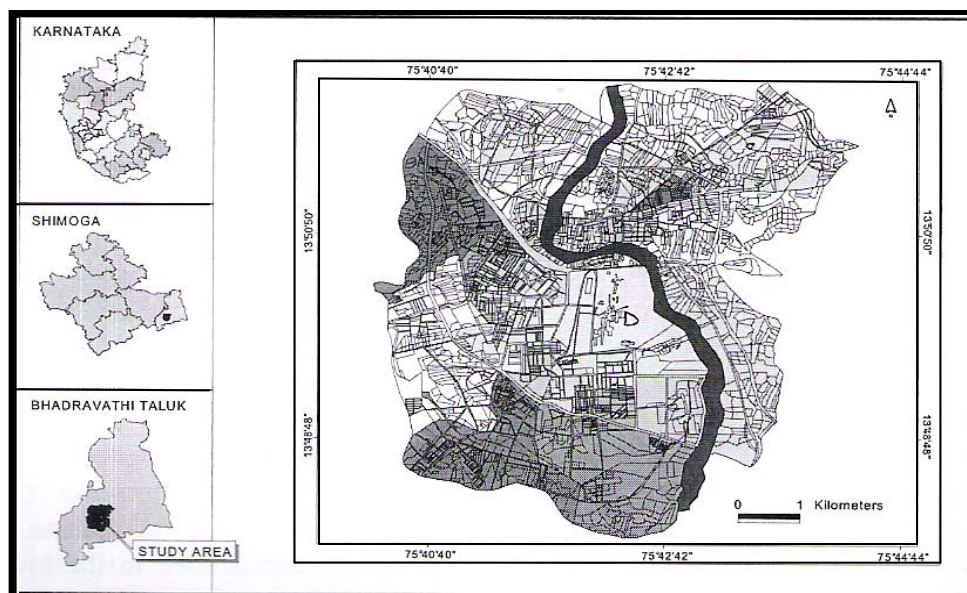 KARNATAKA
SHIMOGA
BHADRAVATHI TALUK
STUDY AREA
75°40'40" 75°42'42" 75°44'44"
13°50'50" 13°50'50"
13°48'48" 13°48'48"
0 1 Kilometers
75°40'40" 75°42'42" 75°44'44"